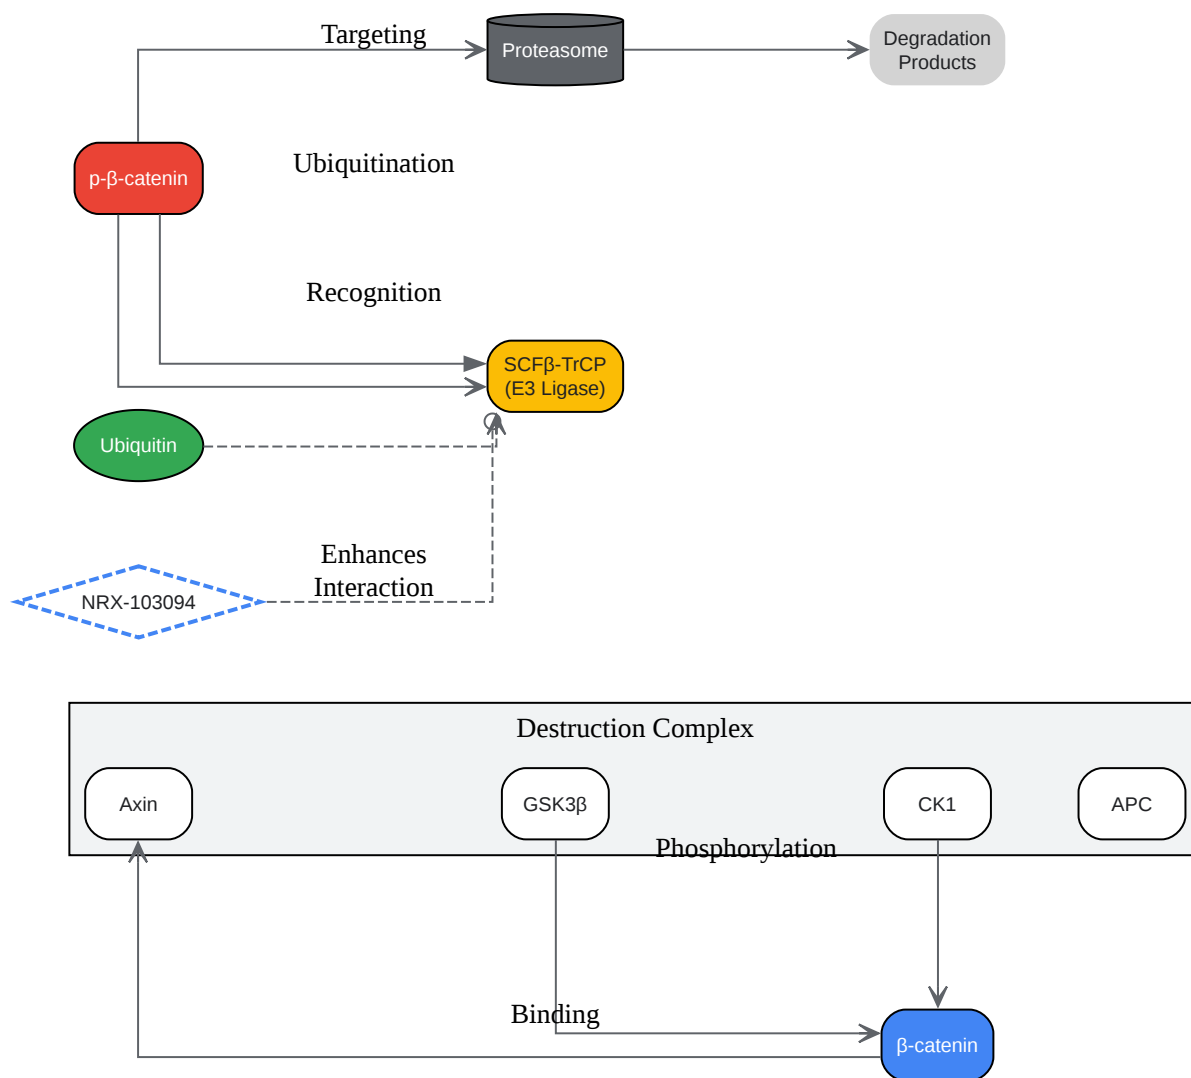 Targeting
Proteasome
Degradation
Products
p-β-catenin
Ubiquitination
Recognition
SCFβ-TrCP
(E3 Ligase)
Ubiquitin
Enhances
Interaction
NRX-103094
Destruction Complex
Axin
GSK3β
CK1
APC
Phosphorylation
Binding
β-catenin